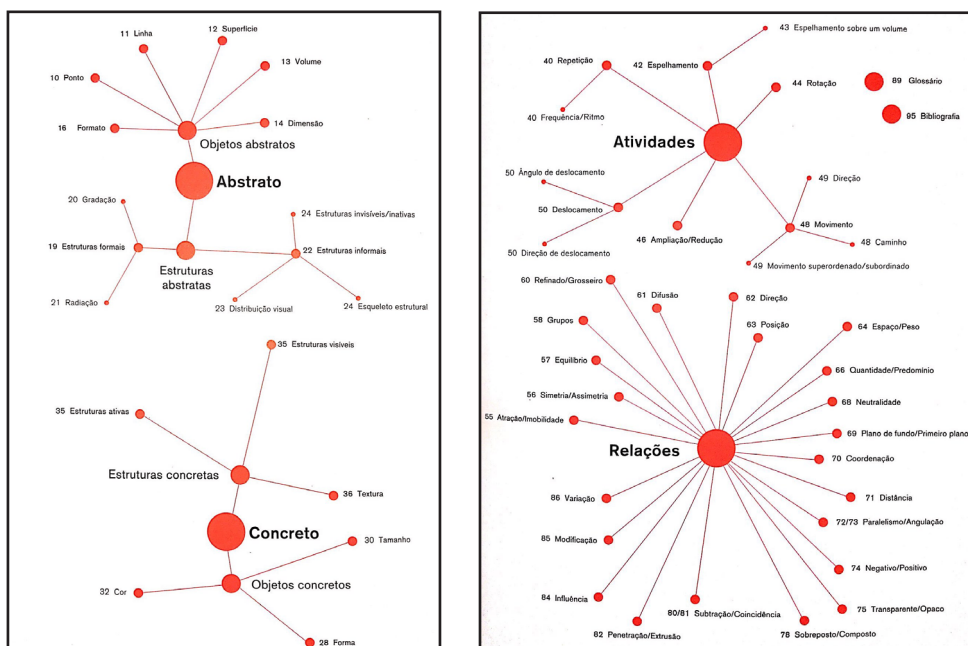 12 Superfície
11 Linha
13 Volume
10 Ponto
14 Dimensão
16 Formato
Objetos abstratos
Abstrato
20 Gradação
24 Estruturas invisíveis/inativas
19 Estruturas formais
22 Estruturas informais
Estruturas
abstratas
21 Radiação
23 Distribuição visual
24 Esqueleto estrutural
35 Estruturas visíveis
35 Estruturas ativas
Estruturas concretas
36 Textura
Concreto
30 Tamanho
32 Cor
Objetos concretos
28 Forma
43 Espelhamento sobre um volume
40 Repetição
42 Espelhamento
44 Rotação
89 Glossário
95 Bibliografia
40 Frequência/Ritmo
Atividades
50 Ângulo de deslocamento
49 Direção
50 Deslocamento
46 Ampliação/Redução
48 Movimento
48 Caminho
50 Direção de deslocamento
49 Movimento superordenado/subordinado
60 Refinado/Grosseiro
61 Difusão
62 Direção
58 Grupos
63 Posição
64 Espaço/Peso
57 Equilíbrio
66 Quantidade/Predomínio
56 Simetria/Assimetria
68 Neutralidade
55 Atração/Imobilidade
69 Plano de fundo/Primeiro plano
Relações
70 Coordenação
86 Variação
71 Distância
72/73 Paralelismo/Angulação
85 Modificação
74 Negativo/Positivo
84 Influência
80/81 Subtração/Coincidência
75 Transparente/Opaco
82 Penetração/Extrusão
78 Sobreposto/Composto